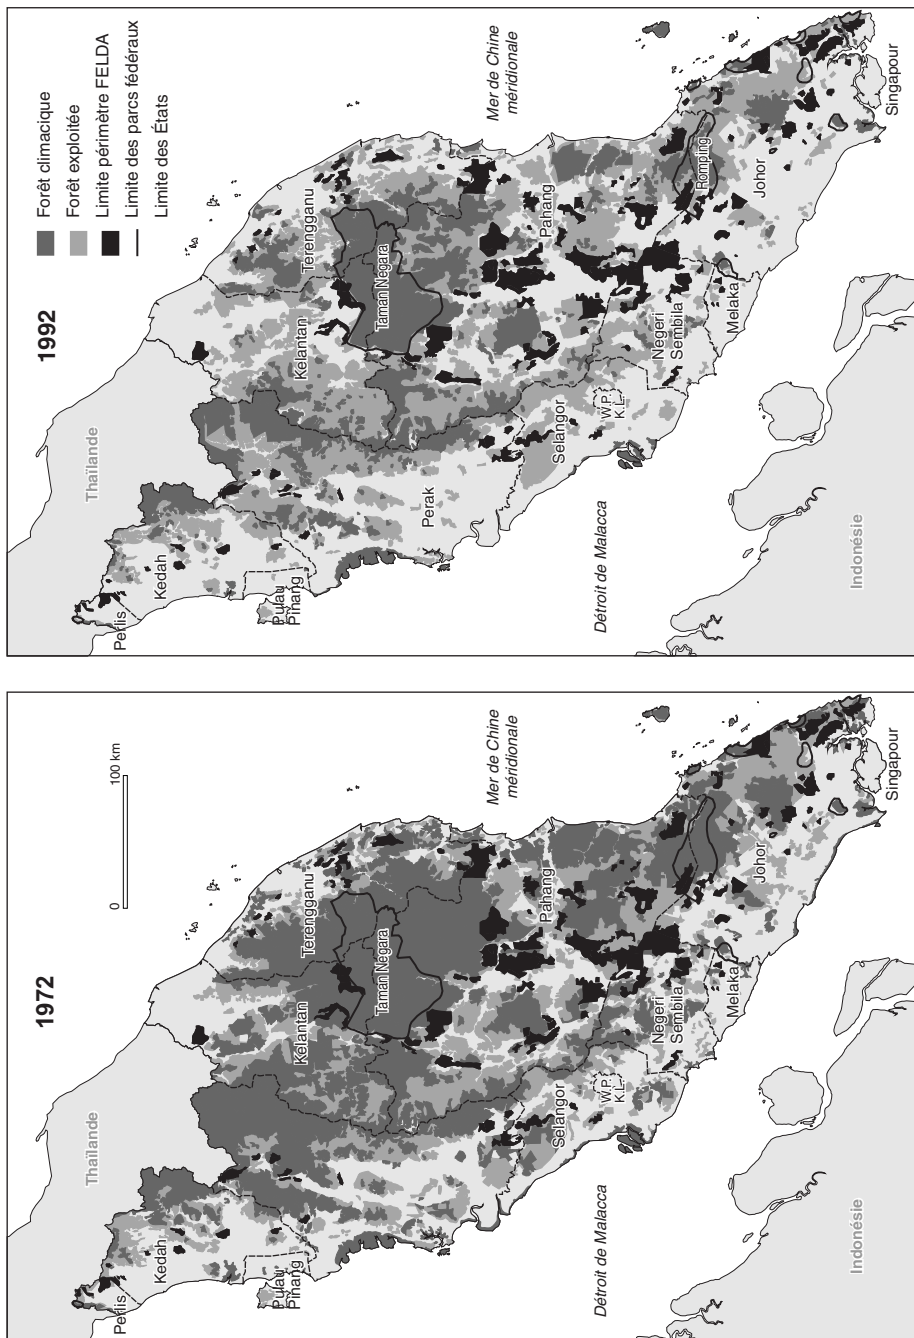 1972
0
100 km
Thaïlande
Perlis
Kedah
Pulau
Pinang
Kelantan
Terengganu
Taman Negara
Mer de Chine
méridionale
Pahang
Selangor
W.P.
K.L.
Negeri
Sembila
Melaka
Johor
Détroit de Malacca
Indonésie
Singapour
1992
Forêt climacique
Forêt exploitée
Limite périmètre FELDA
Limite des parcs fédéraux
Limite des États
Thaïlande
Perlis
Kedah
Pulau
Pinang
Perak
Kelantan
Terengganu
Taman Negara
Mer de Chine
méridionale
Pahang
Selangor
W.P.
K.L.
Negeri
Sembila
Melaka
Romping
Johor
Détroit de Malacca
Indonésie
Singapour